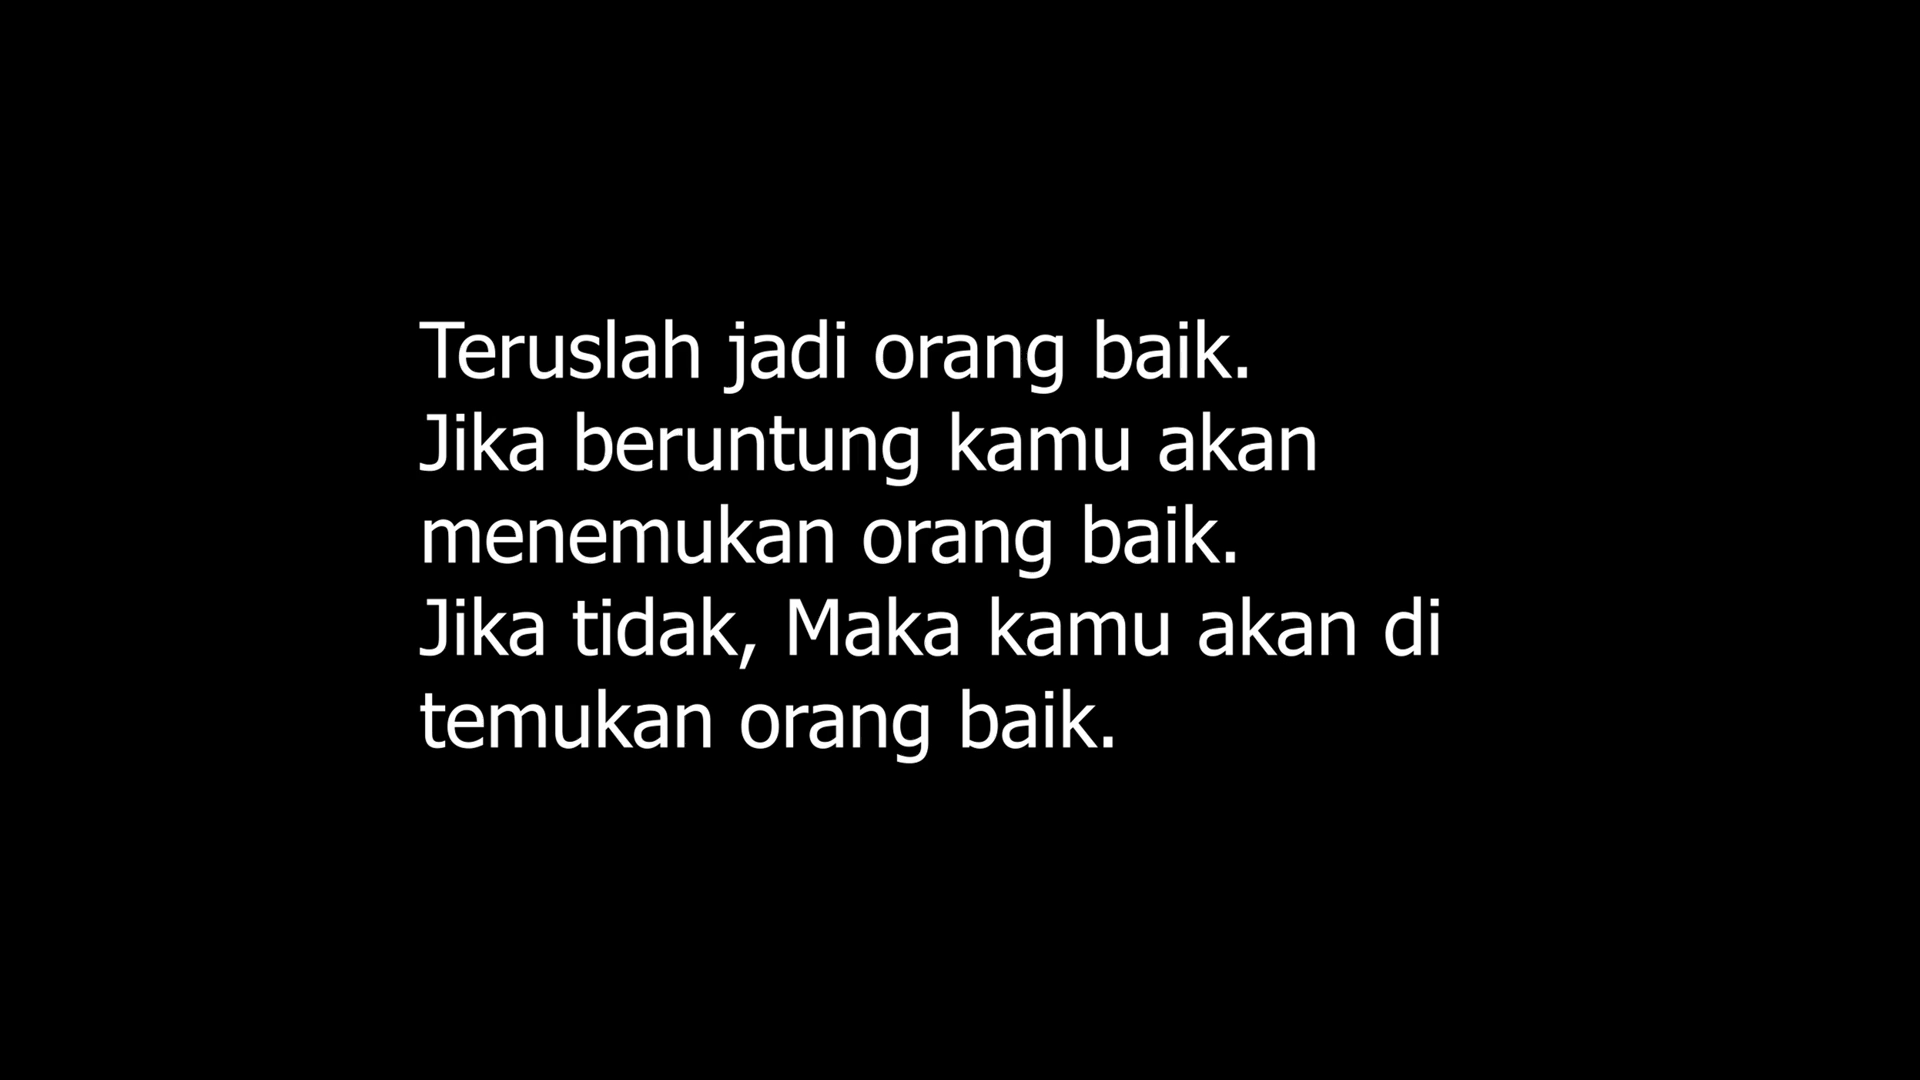 Teruslah jadi orang baik.
Jika beruntung kamu akan
menemukan orang baik.
Jika tidak, Maka kamu akan di
temukan orang baik.